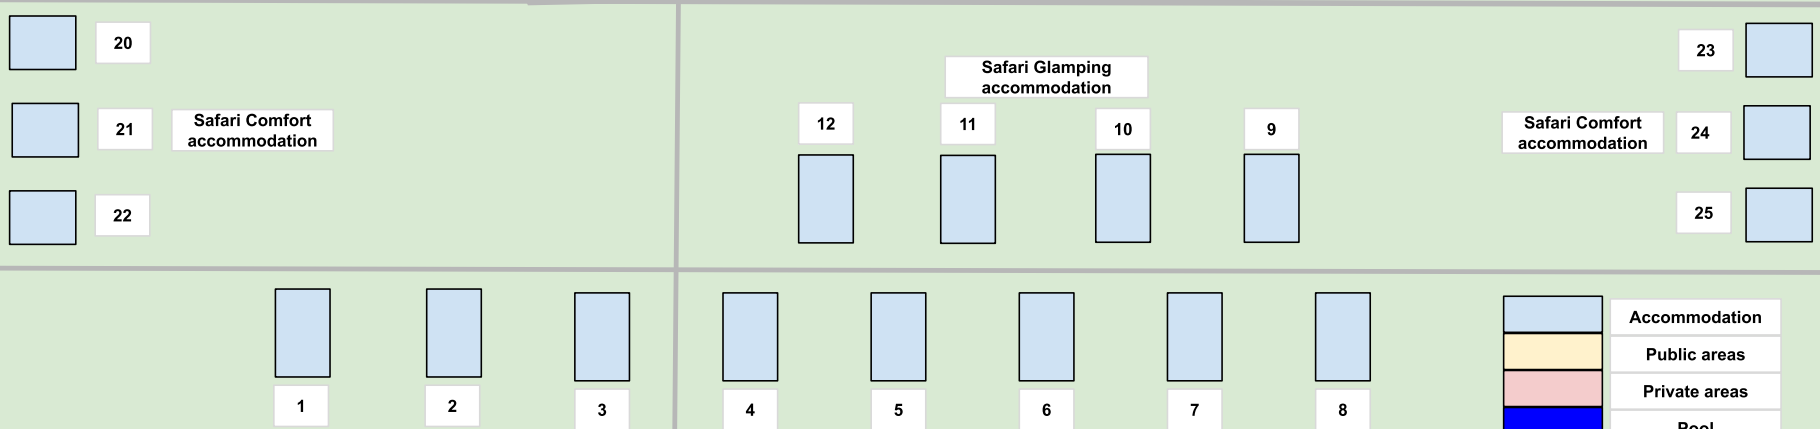 20
21
22
Safari Comfort
accommodation
Safari Glamping
accommodation
12
11
10
9
Safari Comfort
accommodation
23
24
25
1
2
3
4
5
6
7
8
Accommodation
Public areas
Private areas
Pool